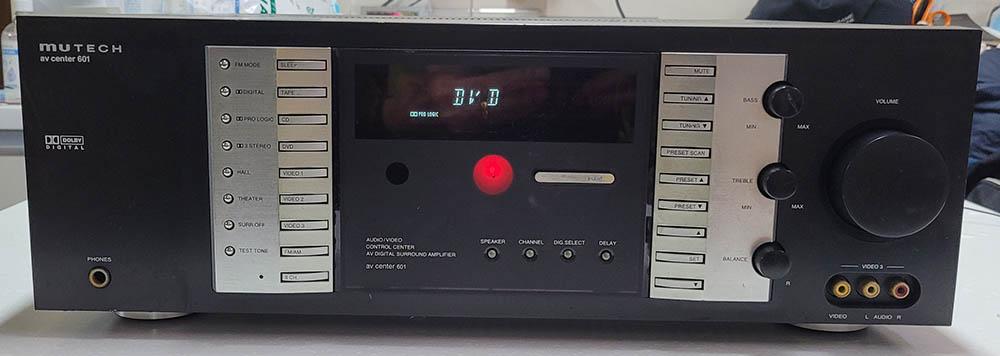 mUTECH
av center 601
DOLBY
DIGITAL
FM MODE
SLEEP
DIGITAL
TAPE
PRO LOGIC
CD
3 STEREO
DVD
HALL
VIDEO 1
THEATER
VIDEO 2
SURR.OFF
VIDEO 3
TEST TONE
FM/AM
PHONES
DVD
PRO LOGIC
AUDIO/VIDEO
CONTROL CENTER
AV DIGITAL SURROUND AMPLIFIER
av center 601
SPEAKER CHANNEL DIG.SELECT DELAY
MUTE
TUNING ▲
TUNING ▼
PRESET SCAN
PRESET ▲
PRESET ▼
▲
SET
▼
BASS
MIN MAX
TREBLE
MIN MAX
BALANCE
L R
VOLUME
VIDEO 3
VIDEO L AUDIO R